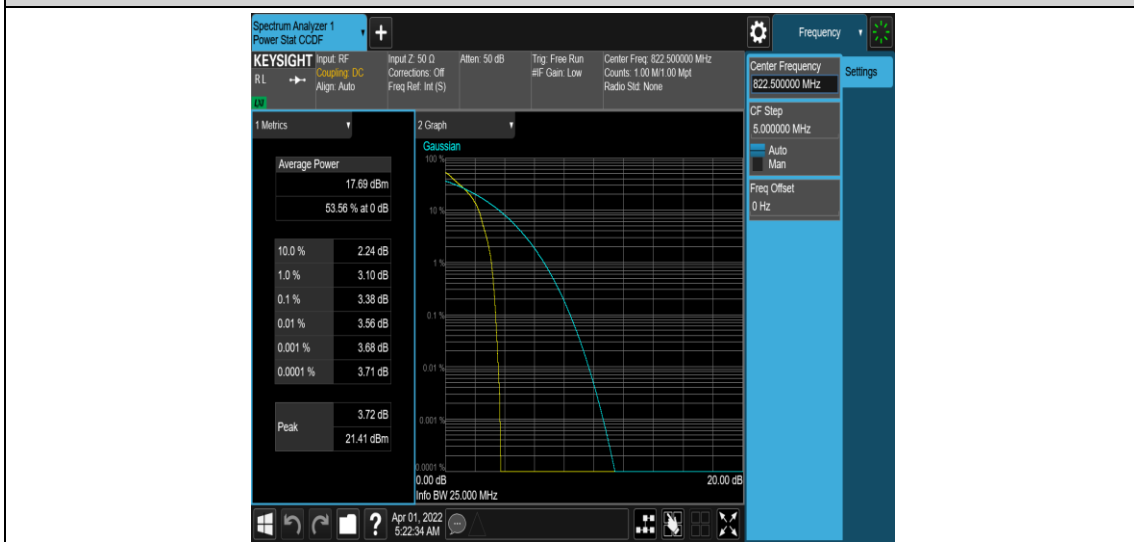 Spectrum Analyzer 1
Power Stat CCDF
Frequency
KEYSIGHT
RL
LXI
Input: RF
Coupling: DC
Align: Auto
Input Z: 50 Ω
Corrections: Off
Freq Ref: Int (S)
Atten: 50 dB
Trig: Free Run
#IF Gain: Low
Center Freq: 822.500000 MHz
Counts: 1.00 M/1.00 Mpt
Radio Std: None
Center Frequency
822.500000 MHz
Settings
CF Step
5.000000 MHz
Auto
Man
Freq Offset
0 Hz
1 Metrics
Average Power
17.69 dBm
53.56 % at 0 dB
10.0 % 2.24 dB
1.0 % 3.10 dB
0.1 % 3.38 dB
0.01 % 3.56 dB
0.001 % 3.68 dB
0.0001 % 3.71 dB
Peak
3.72 dB
21.41 dBm
2 Graph
Gaussian
100 %
10 %
1 %
0.1 %
0.01 %
0.001 %
0.0001 %
0.00 dB 20.00 dB
Info BW 25.000 MHz
Apr 01, 2022
5:22:34 AM